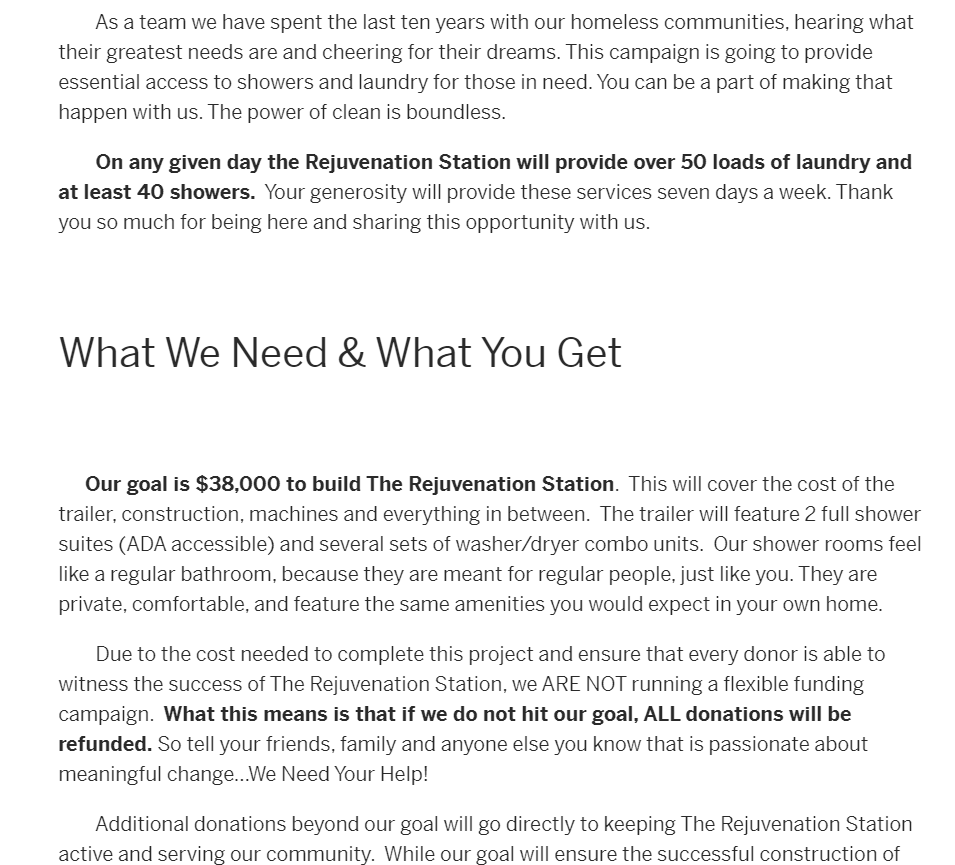 As a team we have spent the last ten years with our homeless communities, hearing what
their greatest needs are and cheering for their dreams. This campaign is going to provide
essential access to showers and laundry for those in need. You can be a part of making that
happen with us. The power of clean is boundless.
On any given day the Rejuvenation Station will provide over 50 loads of laundry and
at least 40 showers. Your generosity will provide these services seven days a week. Thank
you so much for being here and sharing this opportunity with us.
What We Need & What You Get
Our goal is $38,000 to build The Rejuvenation Station. This will cover the cost of the
trailer, construction, machines and everything in between. The trailer will feature 2 full shower
suites (ADA accessible) and several sets of washer/dryer combo units. Our shower rooms feel
like a regular bathroom, because they are meant for regular people, just like you. They are
private, comfortable, and feature the same amenities you would expect in your own home.
Due to the cost needed to complete this project and ensure that every donor is able to
witness the success of The Rejuvenation Station, we ARE NOT running a flexible funding
campaign. What this means is that if we do not hit our goal, ALL donations will be
refunded. So tell your friends, family and anyone else you know that is passionate about
meaningful change...We Need Your Help!
Additional donations beyond our goal will go directly to keeping The Rejuvenation Station
active and serving our community. While our goal will ensure the successful construction of